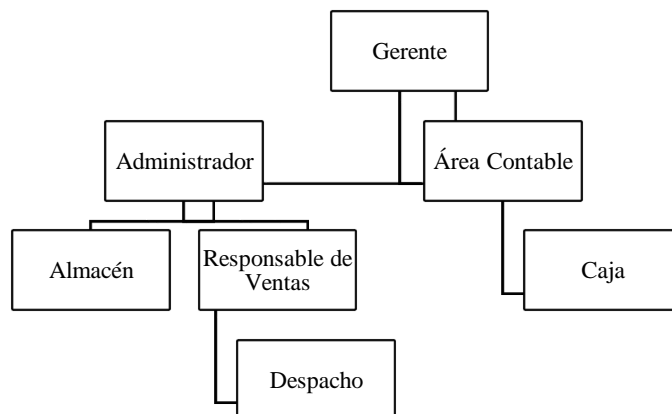 Gerente
Administrador
Área Contable
Almacén
Responsable de
Ventas
Caja
Despacho